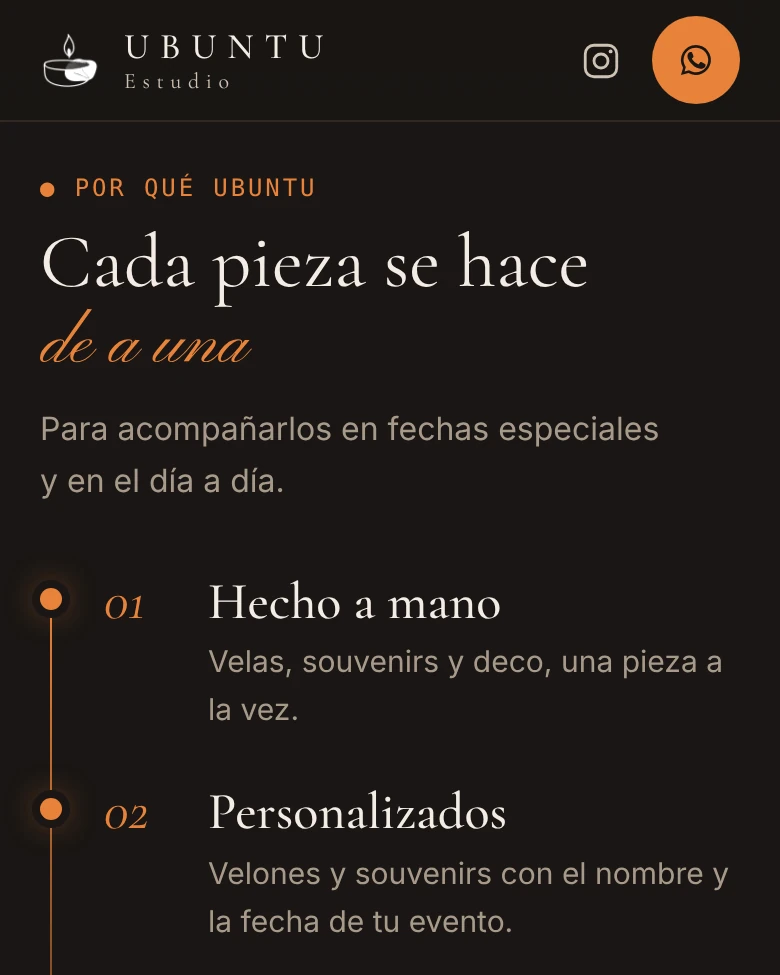 UBUNTU
Estudio
POR QUÉ UBUNTU
Cada pieza se hace
de a una
Para acompañarlos en fechas especiales
y en el día a día.
01
Hecho a mano
Velas, souvenirs y deco, una pieza a
la vez.
02
Personalizados
Velones y souvenirs con el nombre y
la fecha de tu evento.